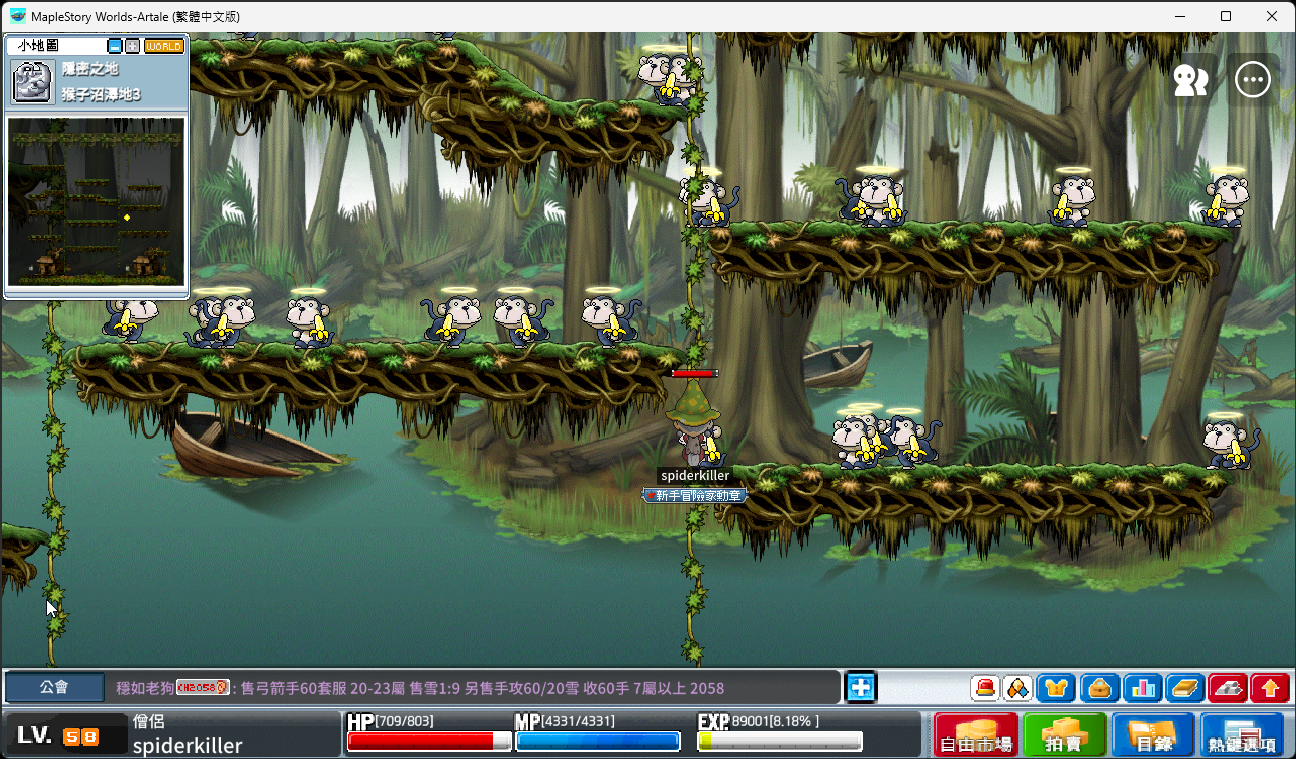 MapleStory Worlds-Artale (繁體中文版)
小地圖
WORLD
隱密之地
猴子沼澤地3
spiderkiller
新手冒險家勳章
公會
穩如老狗 CH2058 : 售弓箭手60套服 20-23屬 售雪1:9 另售手攻60/20雪 收60手 7屬以上 2058
LV. 58
僧侶
spiderkiller
HP[709/803]
MP[4331/4331]
EXP. 89001[8.18% ]
自由市場
拍賣
目錄
熱鍵選項